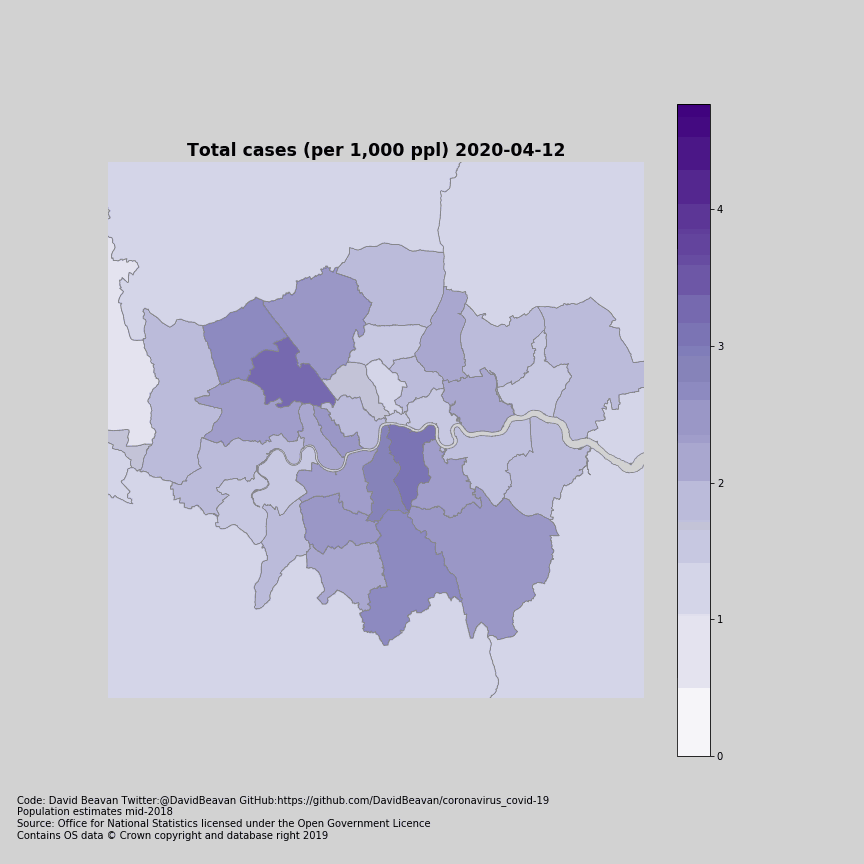 Total cases (per 1,000 ppl) 2020-04-12
4
3
2
1
0
Code: David Beavan Twitter:@DavidBeavan GitHub:https://github.com/DavidBeavan/coronavirus_covid-19
Population estimates mid-2018
Source: Office for National Statistics licensed under the Open Government Licence
Contains OS data © Crown copyright and database right 2019